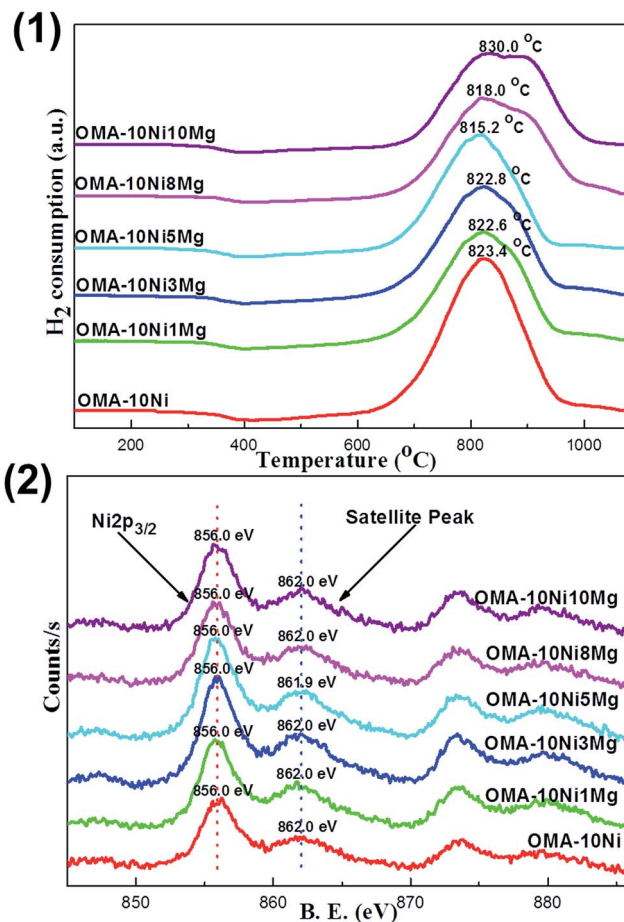 (1)
H2 consumption (a.u.)
830.0 °C
OMA-10Ni10Mg
818.0 °C
OMA-10Ni8Mg
815.2 °C
OMA-10Ni5Mg
822.8 °C
OMA-10Ni3Mg
822.6 °C
OMA-10Ni1Mg
823.4 °C
OMA-10Ni
200 400 600 800 1000
Temperature (°C)
(2)
Counts/s
Ni2p3/2
Satellite Peak
856.0 eV
862.0 eV
OMA-10Ni10Mg
856.0 eV
862.0 eV
OMA-10Ni8Mg
856.0 eV
861.9 eV
OMA-10Ni5Mg
856.0 eV
862.0 eV
OMA-10Ni3Mg
856.0 eV
862.0 eV
OMA-10Ni1Mg
856.0 eV
862.0 eV
OMA-10Ni
850 860 870 880
B. E. (eV)